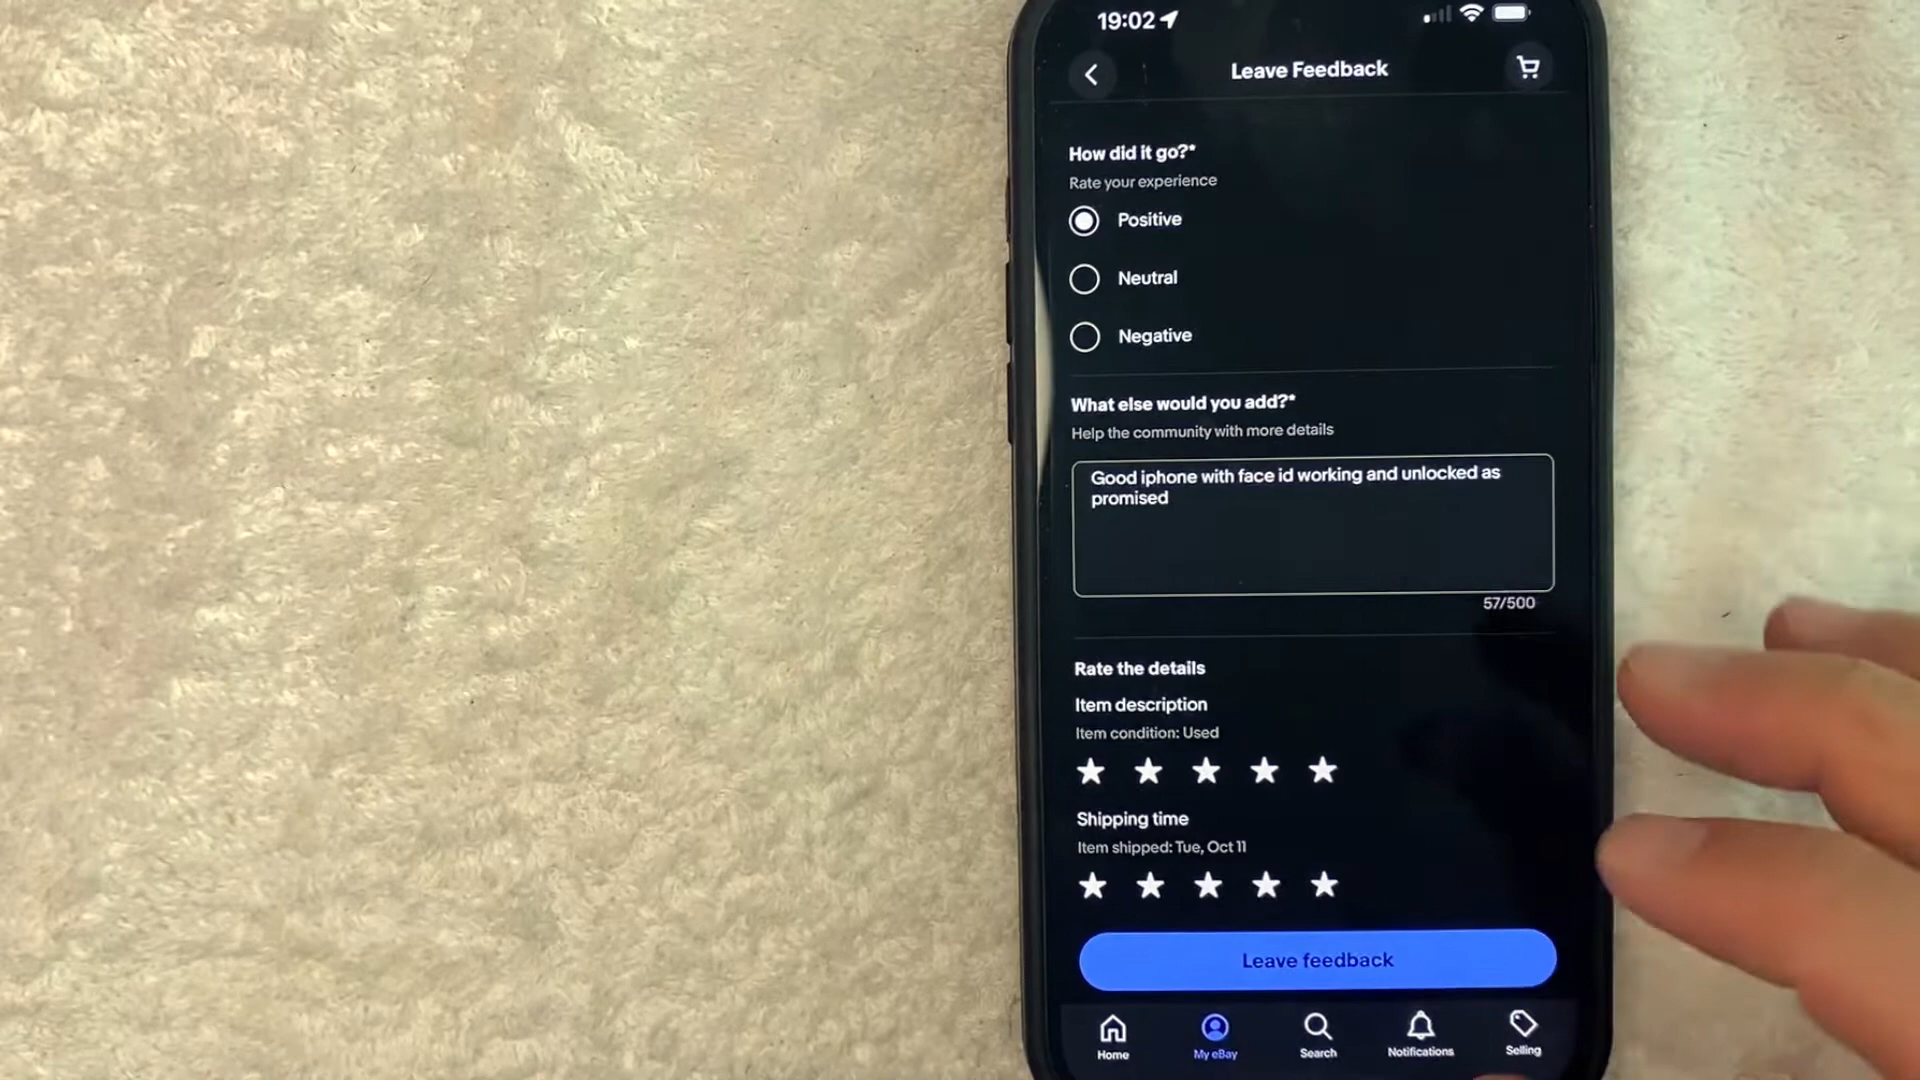 19:02
Leave Feedback
How did it go?*
Rate your experience
Positive
Neutral
Negative
What else would you add?*
Help the community with more details
Good iphone with face id working and unlocked as
promised
57/500
Rate the details
Item description
Item condition: Used
Shipping time
Item shipped: Tue, Oct 11
Leave feedback
Home
My eBay
Search
Notifications
Selling